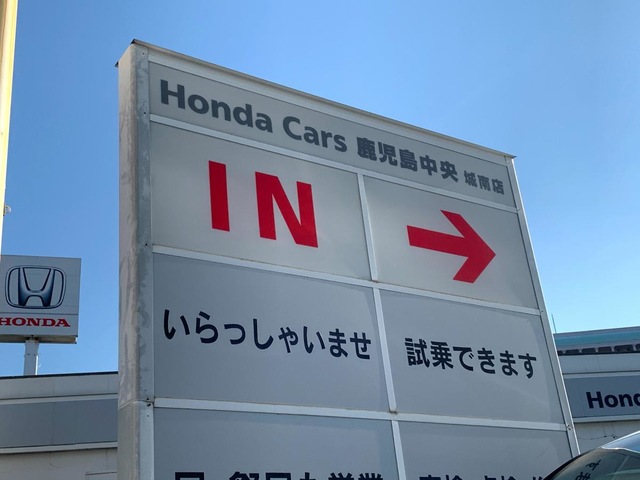 Honda Cars 鹿児島中央 城南店
IN →
いらっしゃいませ
試乗できます
HONDA
Hond